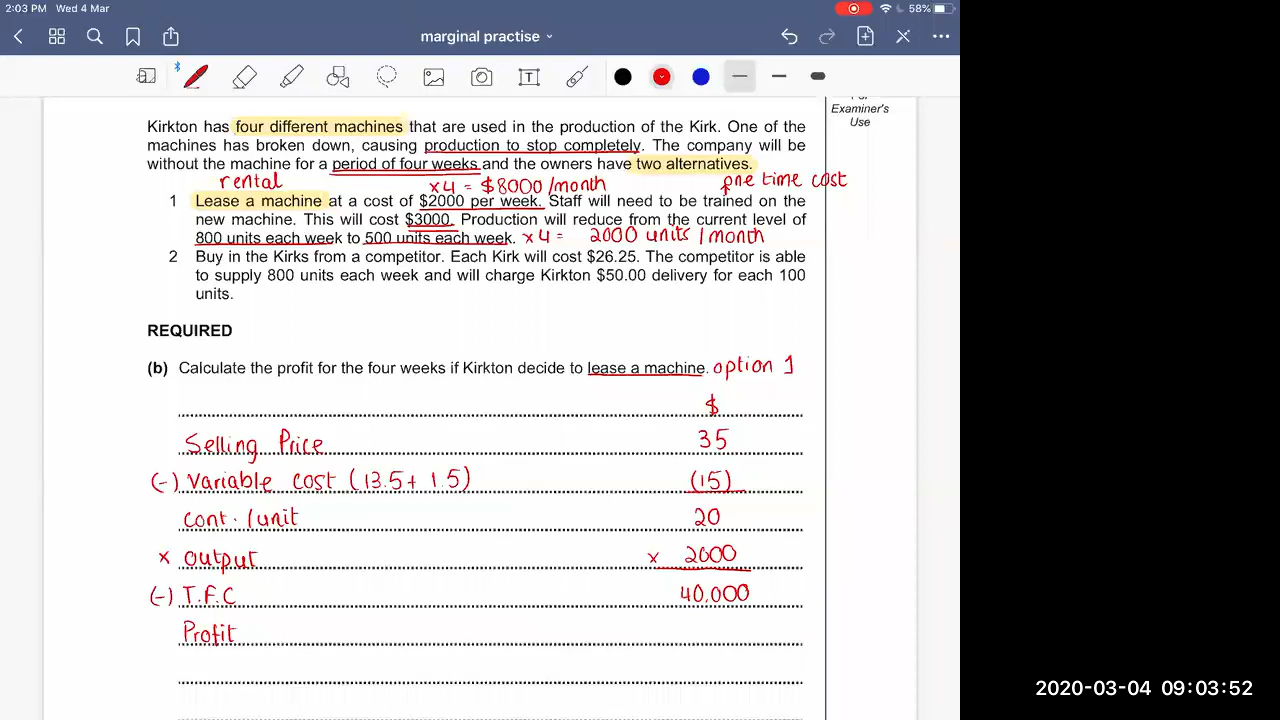 2:03 PM Wed 4 Mar
58%
marginal practise
Examiner's
Use
Kirkton has four different machines that are used in the production of the Kirk. One of the
machines has broken down, causing production to stop completely. The company will be
without the machine for a period of four weeks and the owners have two alternatives.
rental
x4 = $8000/month
one time cost
1 Lease a machine at a cost of $2000 per week. Staff will need to be trained on the
new machine. This will cost $3000. Production will reduce from the current level of
800 units each week to 500 units each week. x4 = 2000 units/month
2 Buy in the Kirks from a competitor. Each Kirk will cost $26.25. The competitor is able
to supply 800 units each week and will charge Kirkton $50.00 delivery for each 100
units.
REQUIRED
(b) Calculate the profit for the four weeks if Kirkton decide to lease a machine. option 1
$
Selling Price 35
(-) Variable cost (13.5+ 1.5) (15)
cont. /unit 20
x output x 2000
(-) T.F.C 40,000
Profit
2020-03-04 09:03:52